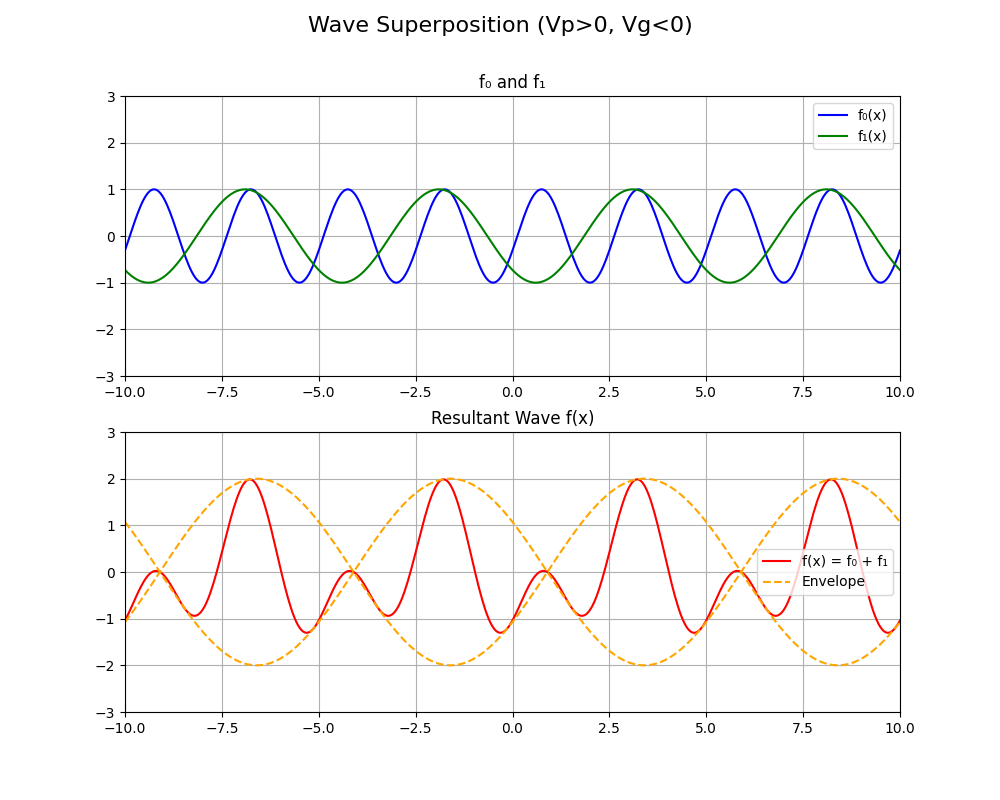 Wave Superposition (Vp>0, Vg<0)
f₀ and f₁
3
2
1
0
−1
−2
−3
f₀(x)
f₁(x)
−10.0 −7.5 −5.0 −2.5 0.0 2.5 5.0 7.5 10.0
Resultant Wave f(x)
3
2
1
0
−1
−2
−3
f(x) = f₀ + f₁
Envelope
−10.0 −7.5 −5.0 −2.5 0.0 2.5 5.0 7.5 10.0